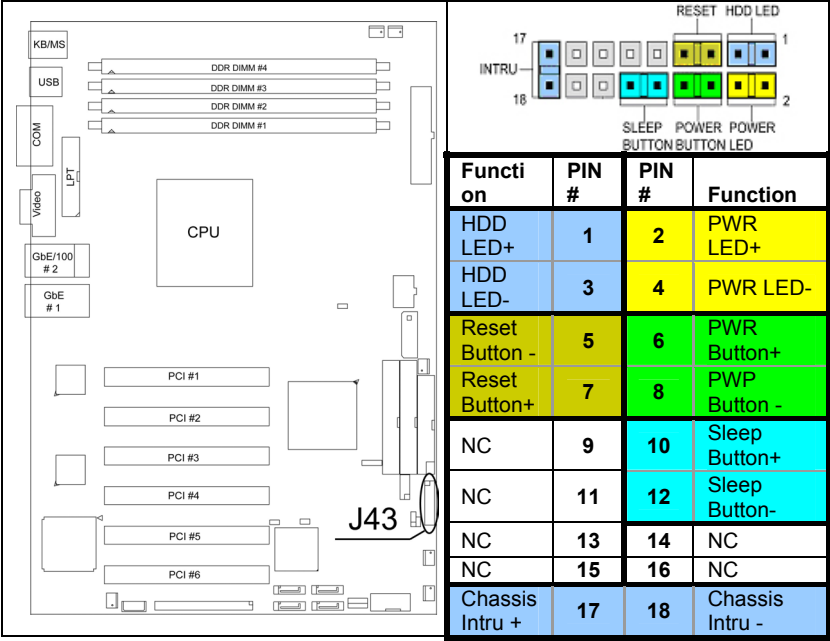 KB/MS
USB
COM
LPT
Video
GbE/100
# 2
GbE
# 1
DDR DIMM #4
DDR DIMM #3
DDR DIMM #2
DDR DIMM #1
CPU
PCI #1
PCI #2
PCI #3
PCI #4
PCI #5
PCI #6
J43
RESET HDD LED
17
1
INTRU
18
2
SLEEP POWER POWER
BUTTON BUTTON LED
Functi
on
PIN
#
PIN
#
Function
HDD
LED+
1
2
PWR
LED+
HDD
LED-
3
4
PWR LED-
Reset
Button -
5
6
PWR
Button+
Reset
Button+
7
8
PWP
Button -
NC
9
10
Sleep
Button+
NC
11
12
Sleep
Button-
NC
13
14
NC
NC
15
16
NC
Chassis
Intru +
17
18
Chassis
Intru -